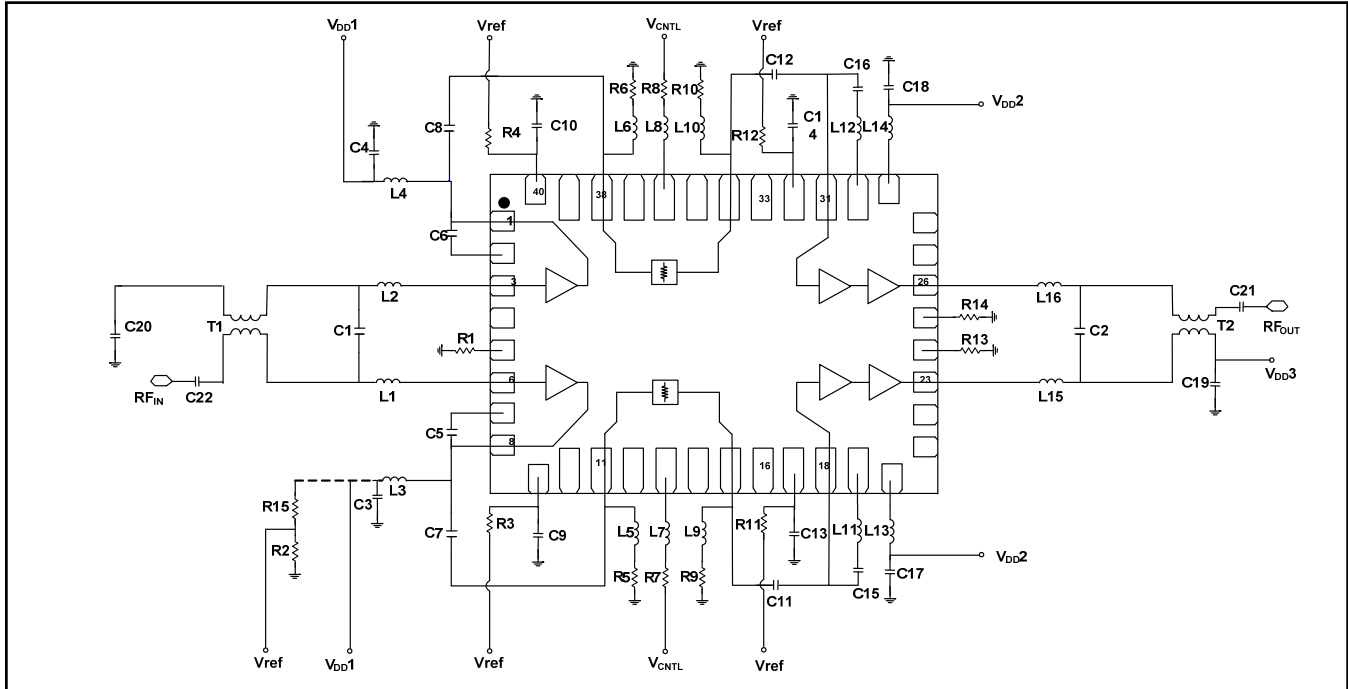 VDD1
Vref
VCNTL
Vref
C12
C16
C18
VDD2
R6
R8
R10
C8
R4
C10
L6
L8
L10
R12
C1
4
L12
L14
C4
L4
40
38
33
31
1
C6
3
26
L2
L16
R14
C21
C20
T1
C1
R1
C2
T2
RFOUT
R13
RFIN
C22
L1
6
23
L15
C19
VDD3
C5
8
11
16
18
L3
R15
C3
C7
R3
C9
L5
L7
L9
R11
C13
L11
L13
R2
R5
R7
R9
C11
C15
C17
VDD2
Vref
VDD1
Vref
VCNTL
Vref